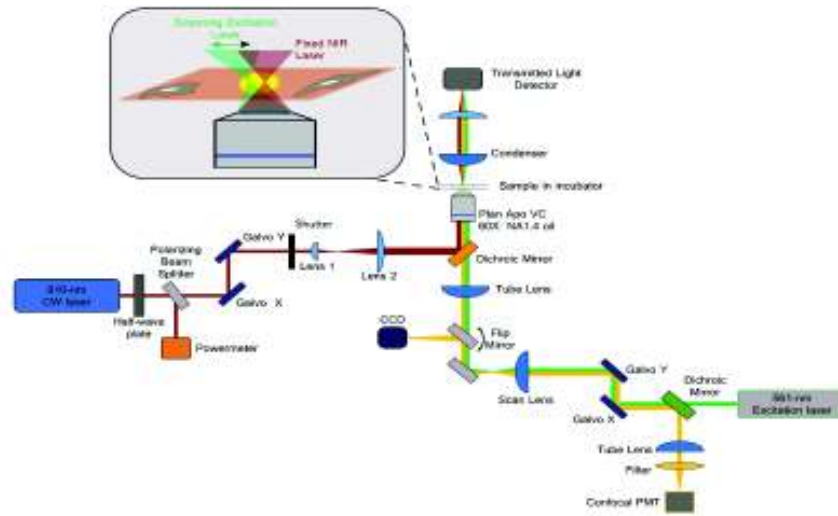 Scanning Excitation
Laser
Fixed NIR
Laser
Transmitted Light
Detector
Condenser
Sample in incubator
Plan Apo VC
60X NA1.4 oil
Dichroic Mirror
Tube Lens
Galvo Y
Shutter
Lens 1
Lens 2
Polarizing
Beam
Splitter
Galvo X
CW laser
Half-wave
plate
Powermeter
CCD
Flip
Mirror
Scan Lens
Galvo Y
Galvo X
Dichroic
Mirror
561-nm
Excitation laser
Tube Lens
Filter
Confocal PMT